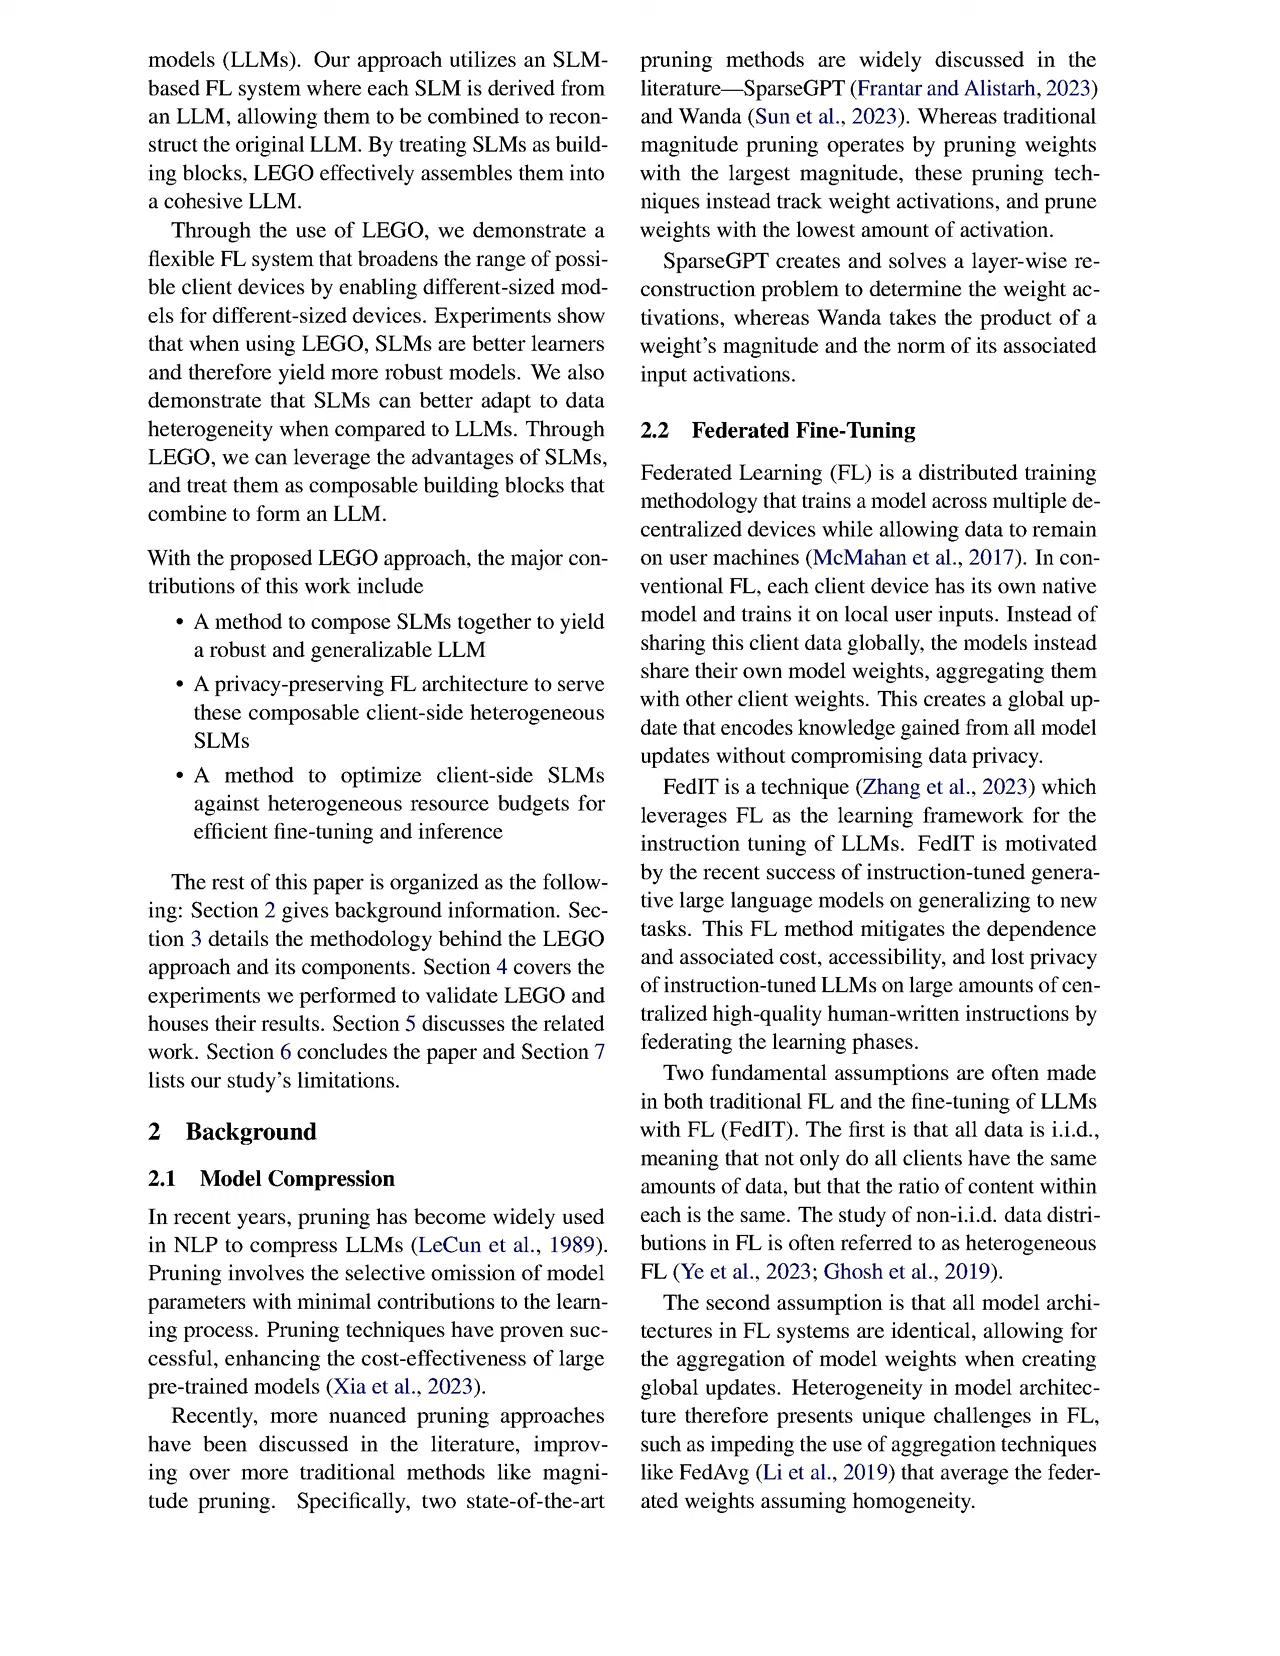 models (LLMs). Our approach utilizes an SLM-
based FL system where each SLM is derived from
an LLM, allowing them to be combined to recon-
struct the original LLM. By treating SLMs as build-
ing blocks, LEGO effectively assembles them into
a cohesive LLM.
Through the use of LEGO, we demonstrate a
flexible FL system that broadens the range of possi-
ble client devices by enabling different-sized mod-
els for different-sized devices. Experiments show
that when using LEGO, SLMs are better learners
and therefore yield more robust models. We also
demonstrate that SLMs can better adapt to data
heterogeneity when compared to LLMs. Through
LEGO, we can leverage the advantages of SLMs,
and treat them as composable building blocks that
combine to form an LLM.
With the proposed LEGO approach, the major con-
tributions of this work include
• A method to compose SLMs together to yield
a robust and generalizable LLM
• A privacy-preserving FL architecture to serve
these composable client-side heterogeneous
SLMs
• A method to optimize client-side SLMs
against heterogeneous resource budgets for
efficient fine-tuning and inference
The rest of this paper is organized as the follow-
ing: Section 2 gives background information. Sec-
tion 3 details the methodology behind the LEGO
approach and its components. Section 4 covers the
experiments we performed to validate LEGO and
houses their results. Section 5 discusses the related
work. Section 6 concludes the paper and Section 7
lists our study's limitations.
2 Background
2.1 Model Compression
In recent years, pruning has become widely used
in NLP to compress LLMs (LeCun et al., 1989).
Pruning involves the selective omission of model
parameters with minimal contributions to the learn-
ing process. Pruning techniques have proven suc-
cessful, enhancing the cost-effectiveness of large
pre-trained models (Xia et al., 2023).
Recently, more nuanced pruning approaches
have been discussed in the literature, improv-
ing over more traditional methods like magni-
tude pruning. Specifically, two state-of-the-art
pruning methods are widely discussed in the
literature—SparseGPT (Frantar and Alistarh, 2023)
and Wanda (Sun et al., 2023). Whereas traditional
magnitude pruning operates by pruning weights
with the largest magnitude, these pruning tech-
niques instead track weight activations, and prune
weights with the lowest amount of activation.
SparseGPT creates and solves a layer-wise re-
construction problem to determine the weight ac-
tivations, whereas Wanda takes the product of a
weight's magnitude and the norm of its associated
input activations.
2.2 Federated Fine-Tuning
Federated Learning (FL) is a distributed training
methodology that trains a model across multiple de-
centralized devices while allowing data to remain
on user machines (McMahan et al., 2017). In con-
ventional FL, each client device has its own native
model and trains it on local user inputs. Instead of
sharing this client data globally, the models instead
share their own model weights, aggregating them
with other client weights. This creates a global up-
date that encodes knowledge gained from all model
updates without compromising data privacy.
FedIT is a technique (Zhang et al., 2023) which
leverages FL as the learning framework for the
instruction tuning of LLMs. FedIT is motivated
by the recent success of instruction-tuned genera-
tive large language models on generalizing to new
tasks. This FL method mitigates the dependence
and associated cost, accessibility, and lost privacy
of instruction-tuned LLMs on large amounts of cen-
tralized high-quality human-written instructions by
federating the learning phases.
Two fundamental assumptions are often made
in both traditional FL and the fine-tuning of LLMs
with FL (FedIT). The first is that all data is i.i.d.,
meaning that not only do all clients have the same
amounts of data, but that the ratio of content within
each is the same. The study of non-i.i.d. data distri-
butions in FL is often referred to as heterogeneous
FL (Ye et al., 2023; Ghosh et al., 2019).
The second assumption is that all model archi-
tectures in FL systems are identical, allowing for
the aggregation of model weights when creating
global updates. Heterogeneity in model architec-
ture therefore presents unique challenges in FL,
such as impeding the use of aggregation techniques
like FedAvg (Li et al., 2019) that average the feder-
ated weights assuming homogeneity.